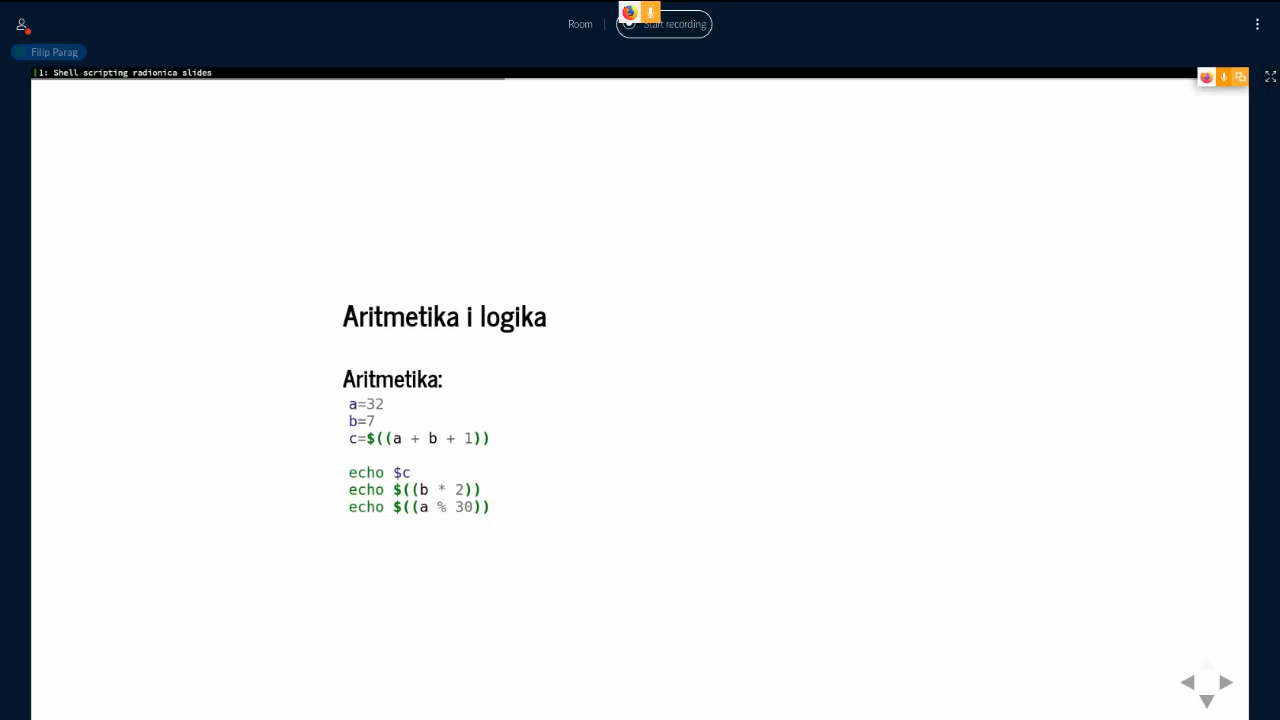 Room
Start recording
Filip Parag
1: Shell scripting radionica slides
Aritmetika i logika
Aritmetika:
a=32
b=7
c=$((a + b + 1))
echo $c
echo $((b * 2))
echo $((a % 30))